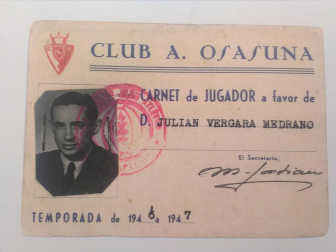 CLUB A. OSASUNA
CARNET de JUGADOR a favor de
D. JULIAN VERGARA MEDRANO
El Secretario,
TEMPORADA de 1946 a 1947